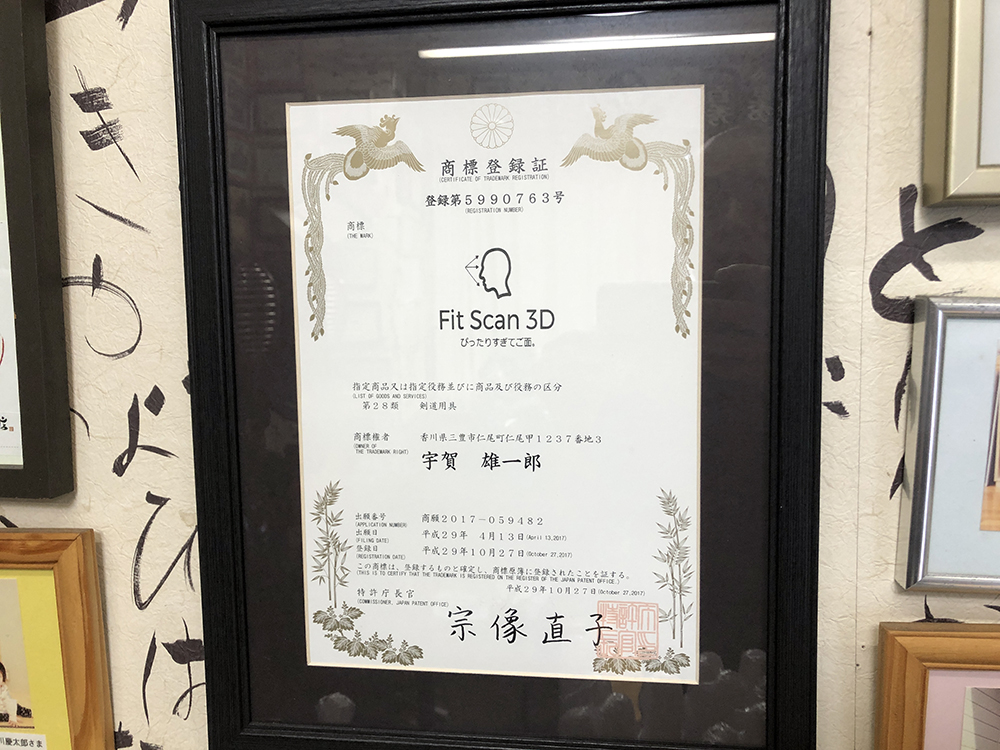 商標登録証
(CERTIFICATE OF TRADEMARK REGISTRATION)
登録第5990763号
(REGISTRATION NUMBER)
商標
(THE MARK)
Fit Scan 3D
ぴったりすぎてご面。
指定商品又は指定役務並びに商品及び役務の区分
(LIST OF GOODS AND SERVICES)
第28類 剣道用具
商標権者 香川県三豊市仁尾町仁尾甲1237番地3
(OWNER OF THE TRADEMARK RIGHT)
宇賀 雄一郎
出願番号 商願2017-059482
(APPLICATION NUMBER)
出願日 平成29年 4月13日(April 13,2017)
(FILING DATE)
登録日 平成29年10月27日(October 27,2017)
(REGISTRATION DATE)
この商標は、登録するものと確定し、商標原簿に登録されたことを証する。
(THIS IS TO CERTIFY THAT THE TRADEMARK IS REGISTERED ON THE REGISTER OF THE JAPAN PATENT OFFICE.)
平成29年10月27日(October 27,2017)
特許庁長官
(COMMISSIONER, JAPAN PATENT OFFICE)
宗像直子